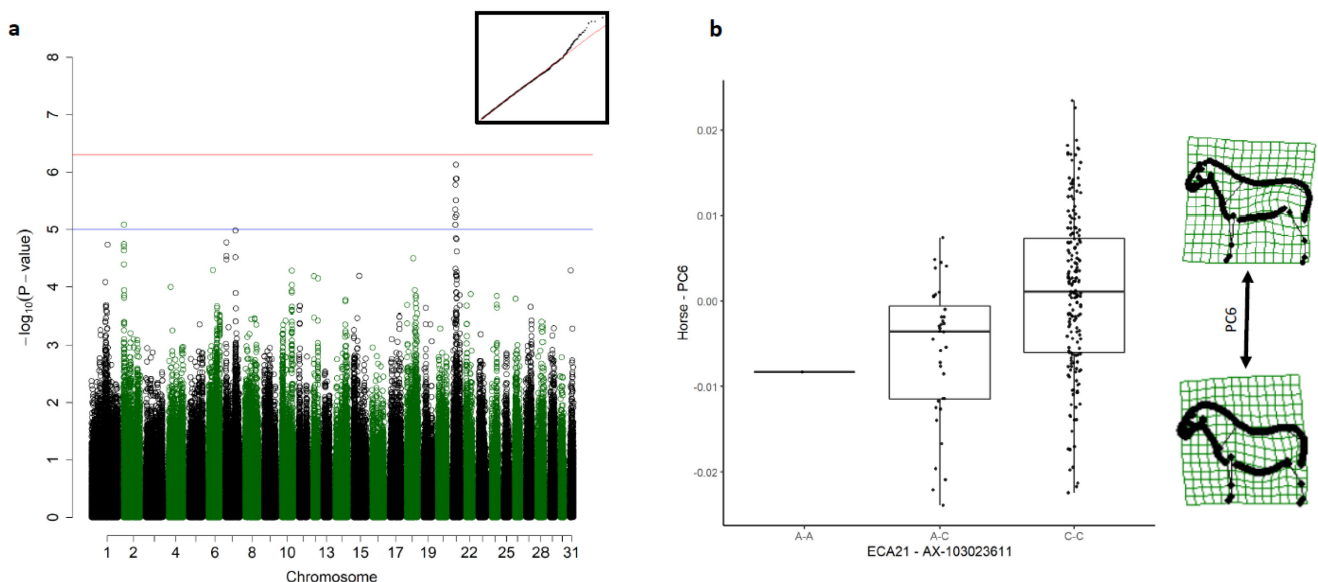 a
b
8
7
6
5
4
3
2
1
0
−log10(P − value)
1 2 4 6 8 10 13 15 17 19 22 25 28 31
Chromosome
0.02
0.01
0.00
-0.01
-0.02
Horse - PC6
A-A A-C C-C
ECA21 - AX-103023611
PC6